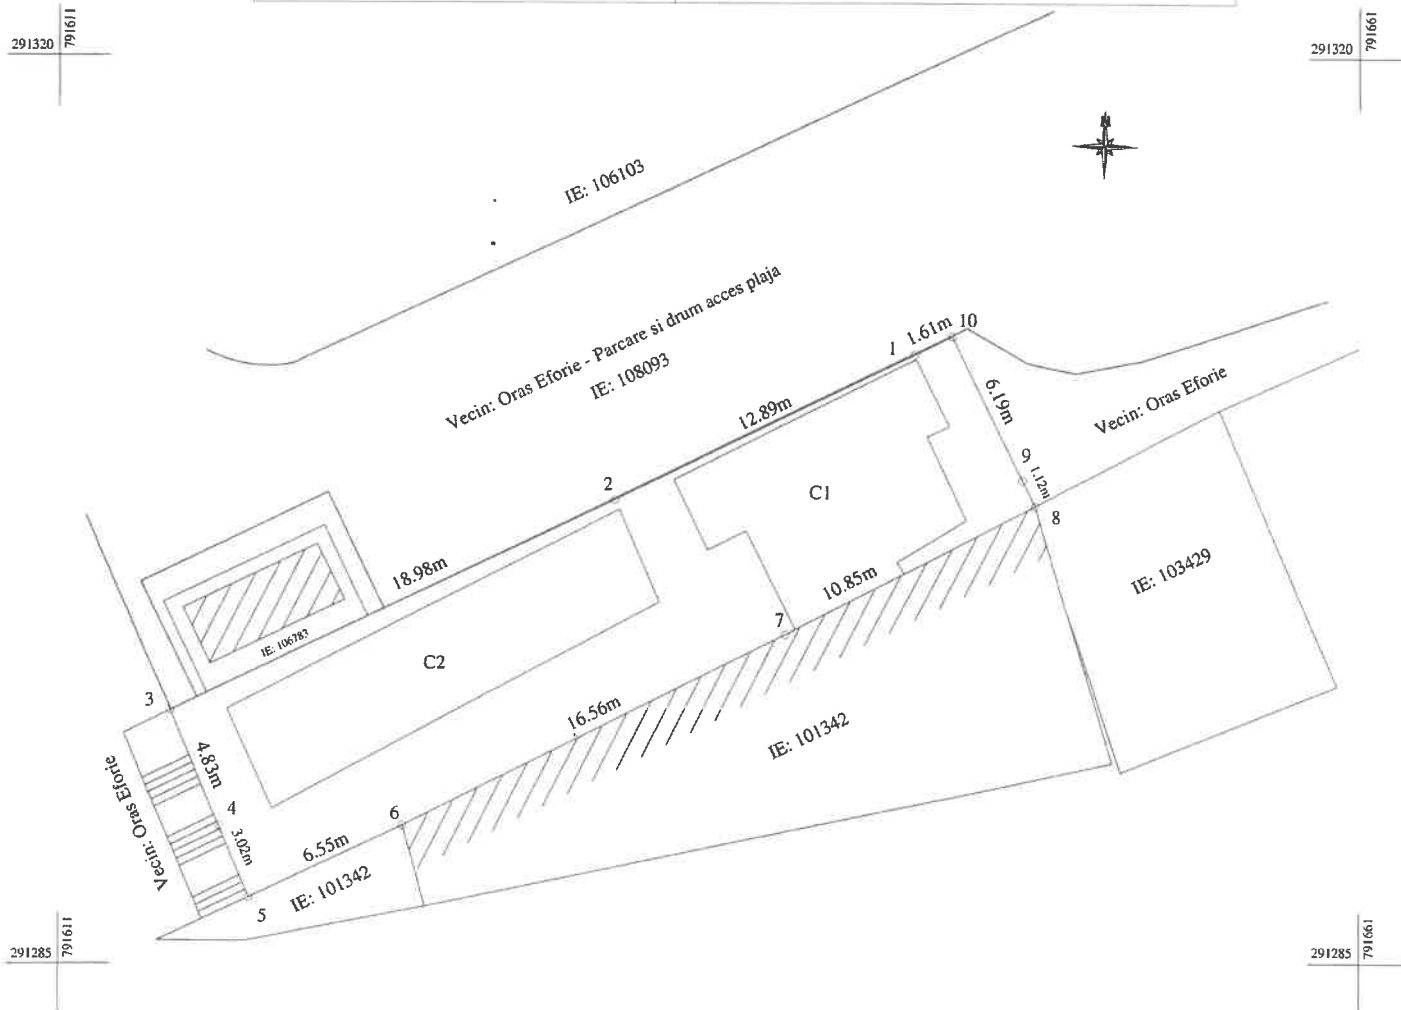 291320
791611
291320
791661
N
IE: 106103
Vecin: Oras Eforie - Parcare si drum acces plaja
IE: 108093
1
1.61m
10
12.89m
6.19m
Vecin: Oras Eforie
9
1.12m
8
2
C1
IE: 103429
18.98m
10.85m
7
IE: 106783
C2
3
16.56m
IE: 101342
4.83m
Vecin: Oras Eforie
4
3.02m
6
6.55m
IE: 101342
5
291285
791611
291285
791661